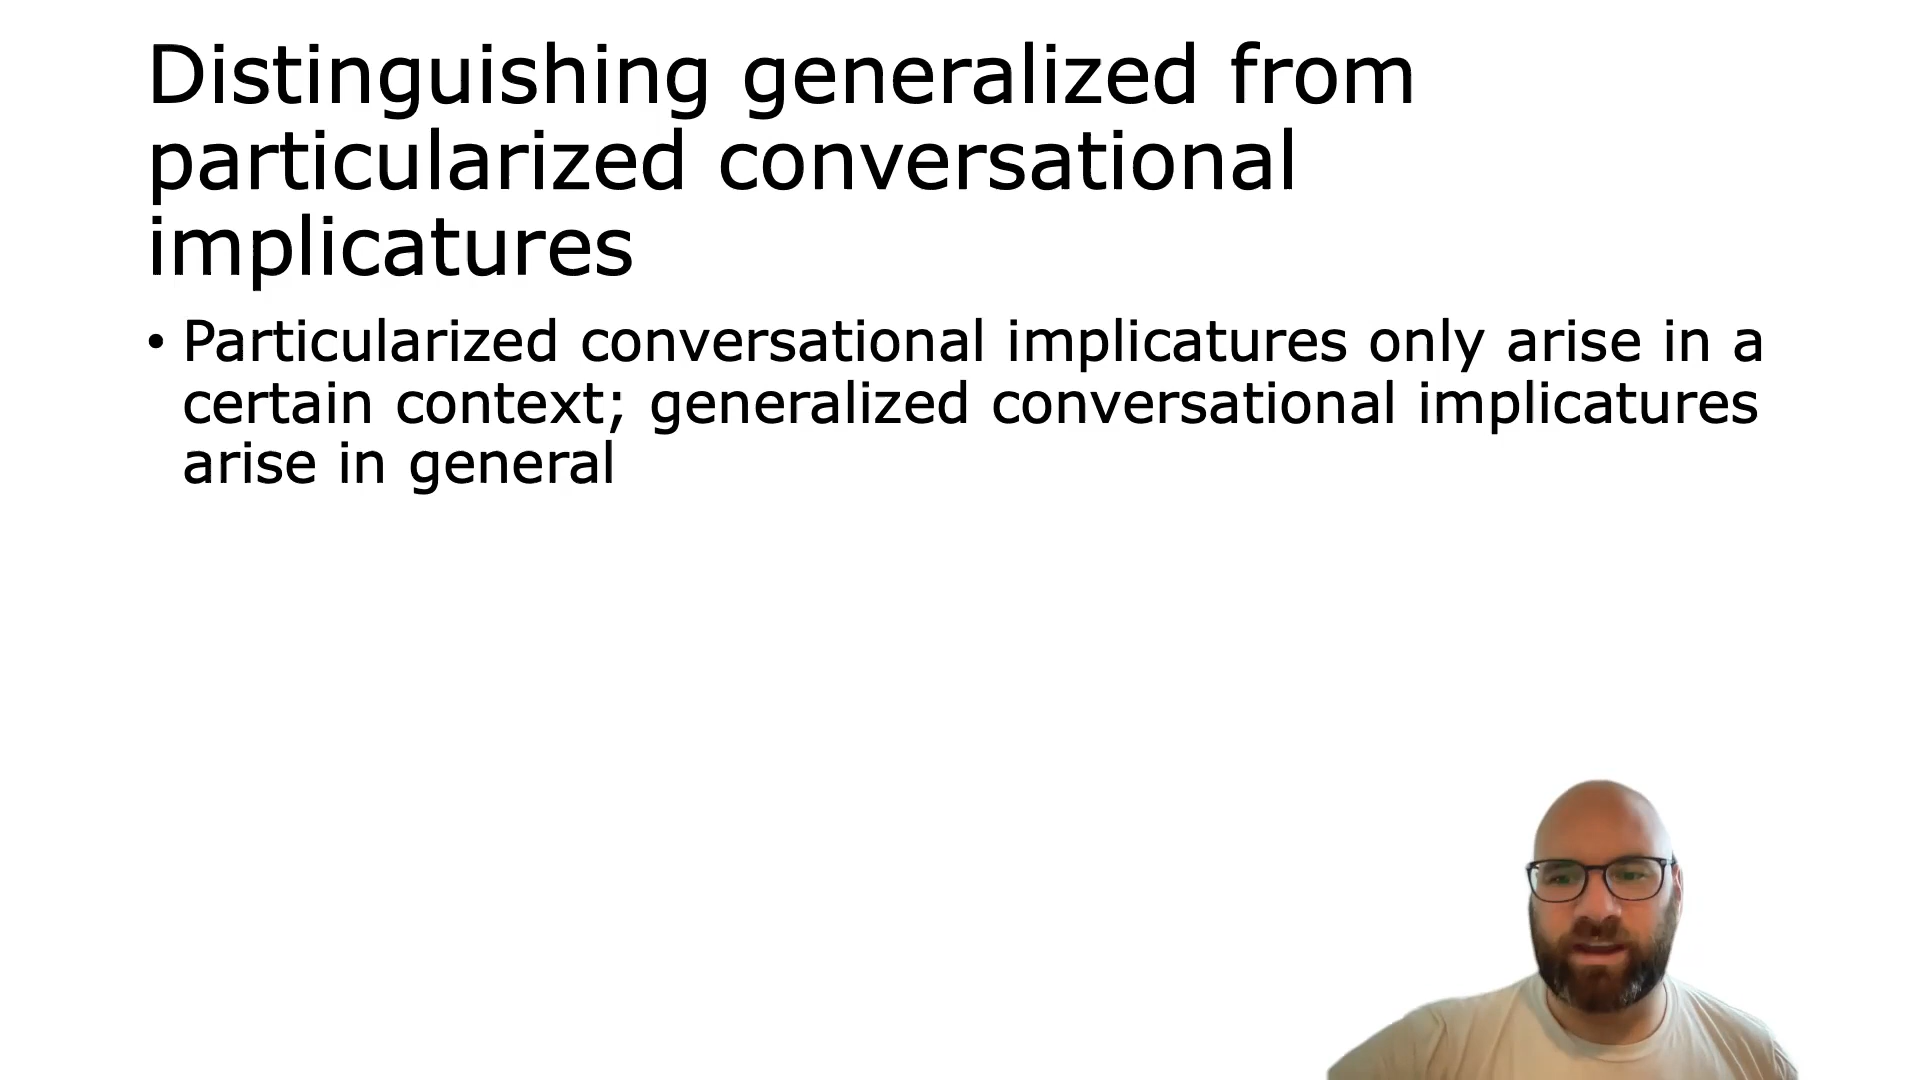 Distinguishing generalized from
particularized conversational
implicatures
• Particularized conversational implicatures only arise in a
certain context; generalized conversational implicatures
arise in general